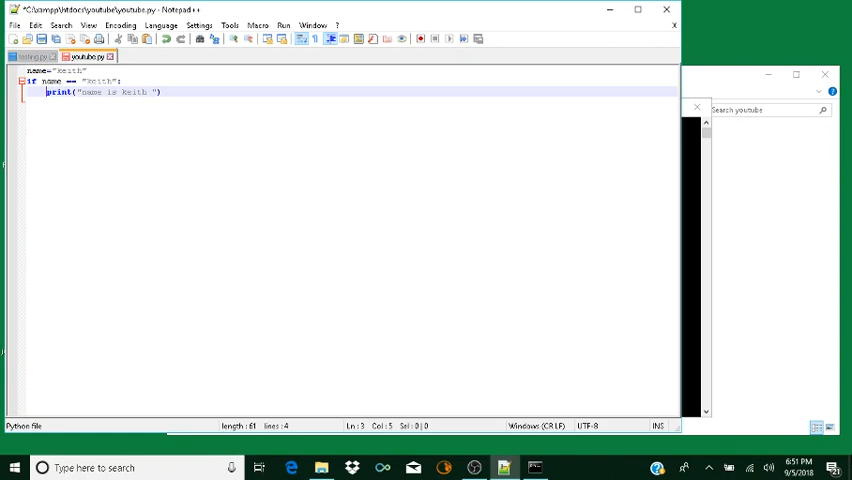 *C:\xampp\htdocs\youtube\youtube.py - Notepad++
File Edit Search View Encoding Language Settings Tools Macro Run Window ? X
testing.py youtube.py
name="keith"
if name == "keith":
print("name is keith ")
Search youtube
Python file length : 61 lines : 4 Ln : 3 Col : 5 Sel : 0 | 0 Windows (CR LF) UTF-8 INS
Type here to search
6:51 PM
9/5/2018
21